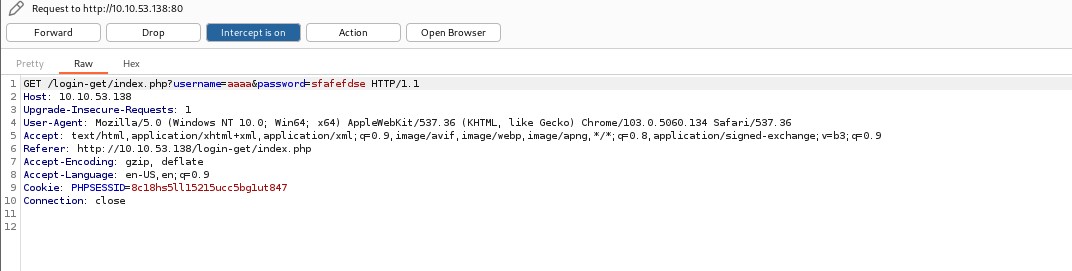 Request to http://10.10.53.138:80
Forward Drop Intercept is on Action Open Browser
Pretty Raw Hex
1 GET /login-get/index.php?username=aaaa&password=sfafefdse HTTP/1.1
2 Host: 10.10.53.138
3 Upgrade-Insecure-Requests: 1
4 User-Agent: Mozilla/5.0 (Windows NT 10.0; Win64; x64) AppleWebKit/537.36 (KHTML, like Gecko) Chrome/103.0.5060.134 Safari/537.36
5 Accept: text/html,application/xhtml+xml,application/xml;q=0.9,image/avif,image/webp,image/apng,*/*;q=0.8,application/signed-exchange;v=b3;q=0.9
6 Referer: http://10.10.53.138/login-get/index.php
7 Accept-Encoding: gzip, deflate
8 Accept-Language: en-US,en;q=0.9
9 Cookie: PHPSESSID=8c18hs5ll15215ucc5bg1ut847
10 Connection: close
11
12